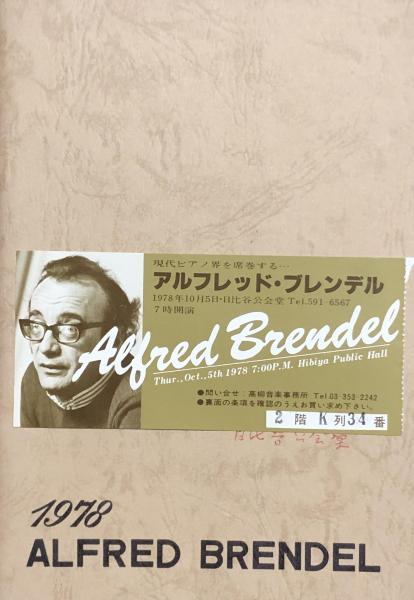 現代ピアノ界を席巻する…
アルフレッド・ブレンデル
1978年10月5日・日比谷公会堂 Tel.591-6567
7時開演
Alfred Brendel
Thur.,Oct.,5th 1978 7:00P.M. Hibiya Public Hall
●問い合せ：高柳音楽事務所 Tel.03-353-2242
●裏面の条項を確認のうえお買い求め下さい。
2階 K列34番
日比谷公会堂
1978
ALFRED BRENDEL